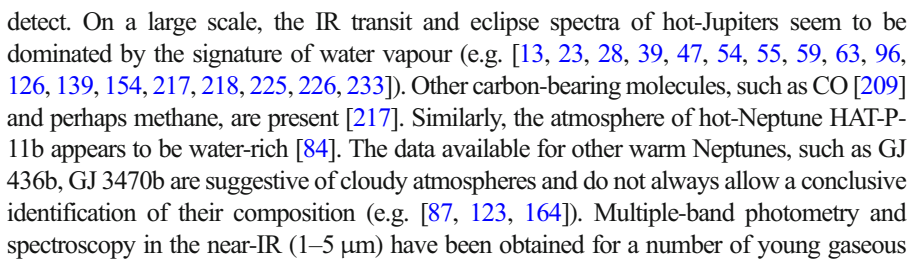 detect. On a large scale, the IR transit and eclipse spectra of hot-Jupiters seem to be
dominated by the signature of water vapour (e.g. [13, 23, 28, 39, 47, 54, 55, 59, 63, 96,
126, 139, 154, 217, 218, 225, 226, 233]). Other carbon-bearing molecules, such as CO [209]
and perhaps methane, are present [217]. Similarly, the atmosphere of hot-Neptune HAT-P-
11b appears to be water-rich [84]. The data available for other warm Neptunes, such as GJ
436b, GJ 3470b are suggestive of cloudy atmospheres and do not always allow a conclusive
identification of their composition (e.g. [87, 123, 164]). Multiple-band photometry and
spectroscopy in the near-IR (1–5 μm) have been obtained for a number of young gaseous